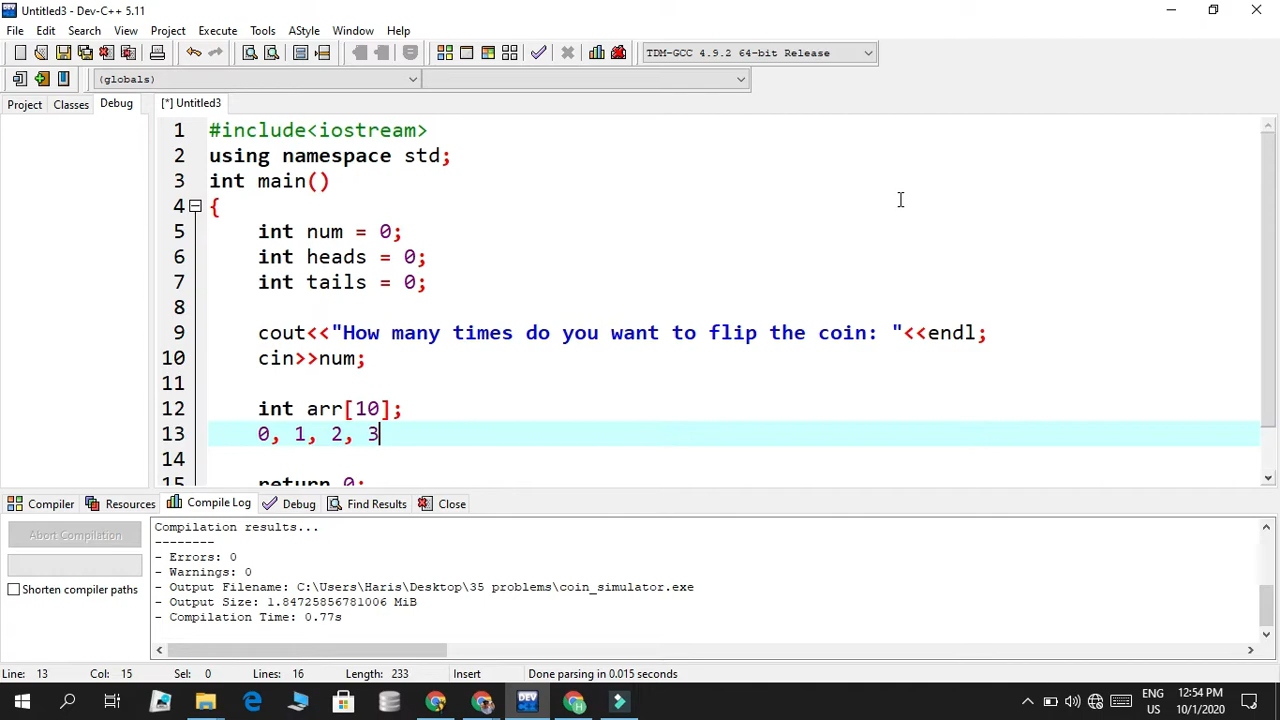 Untitled3 - Dev-C++ 5.11
File Edit Search View Project Execute Tools AStyle Window Help
TDM-GCC 4.9.2 64-bit Release
(globals)
Project Classes Debug [*] Untitled3
1 #include<iostream>
2 using namespace std;
3 int main()
4 {
5 int num = 0;
6 int heads = 0;
7 int tails = 0;
8
9 cout<<"How many times do you want to flip the coin: "<<endl;
10 cin>>num;
11
12 int arr[10];
13 0, 1, 2, 3
14
15 return 0;
Compiler Resources Compile Log Debug Find Results Close
Abort Compilation
Shorten compiler paths
Compilation results...
--------
- Errors: 0
- Warnings: 0
- Output Filename: C:\Users\Haris\Desktop\35 problems\coin_simulator.exe
- Output Size: 1.84725856781006 MiB
- Compilation Time: 0.77s
Line: 13 Col: 15 Sel: 0 Lines: 16 Length: 233 Insert Done parsing in 0.015 seconds
DEV
H
ENG
US
12:54 PM
10/1/2020